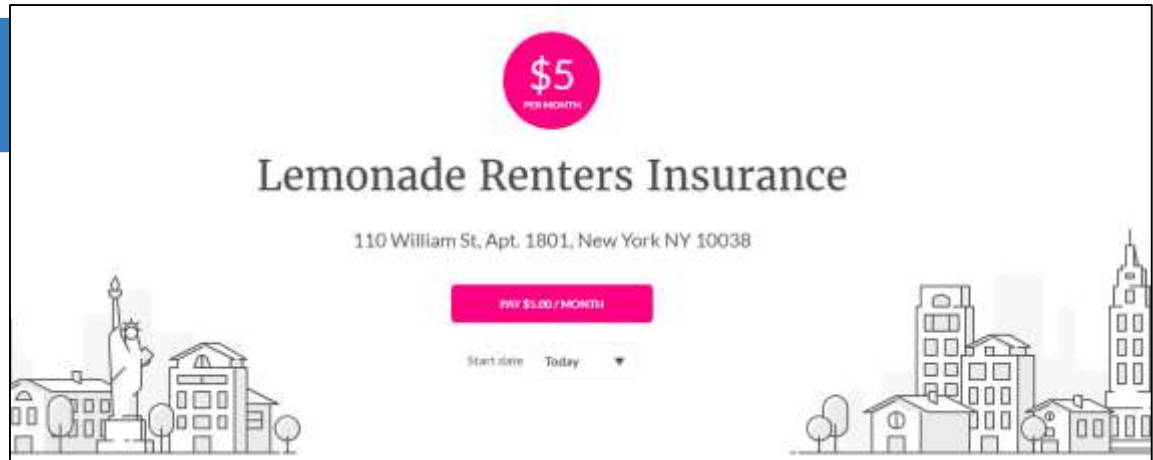 $5
PER MONTH
Lemonade Renters Insurance
110 William St, Apt. 1801, New York NY 10038
PAY $5.00 / MONTH
Start date Today